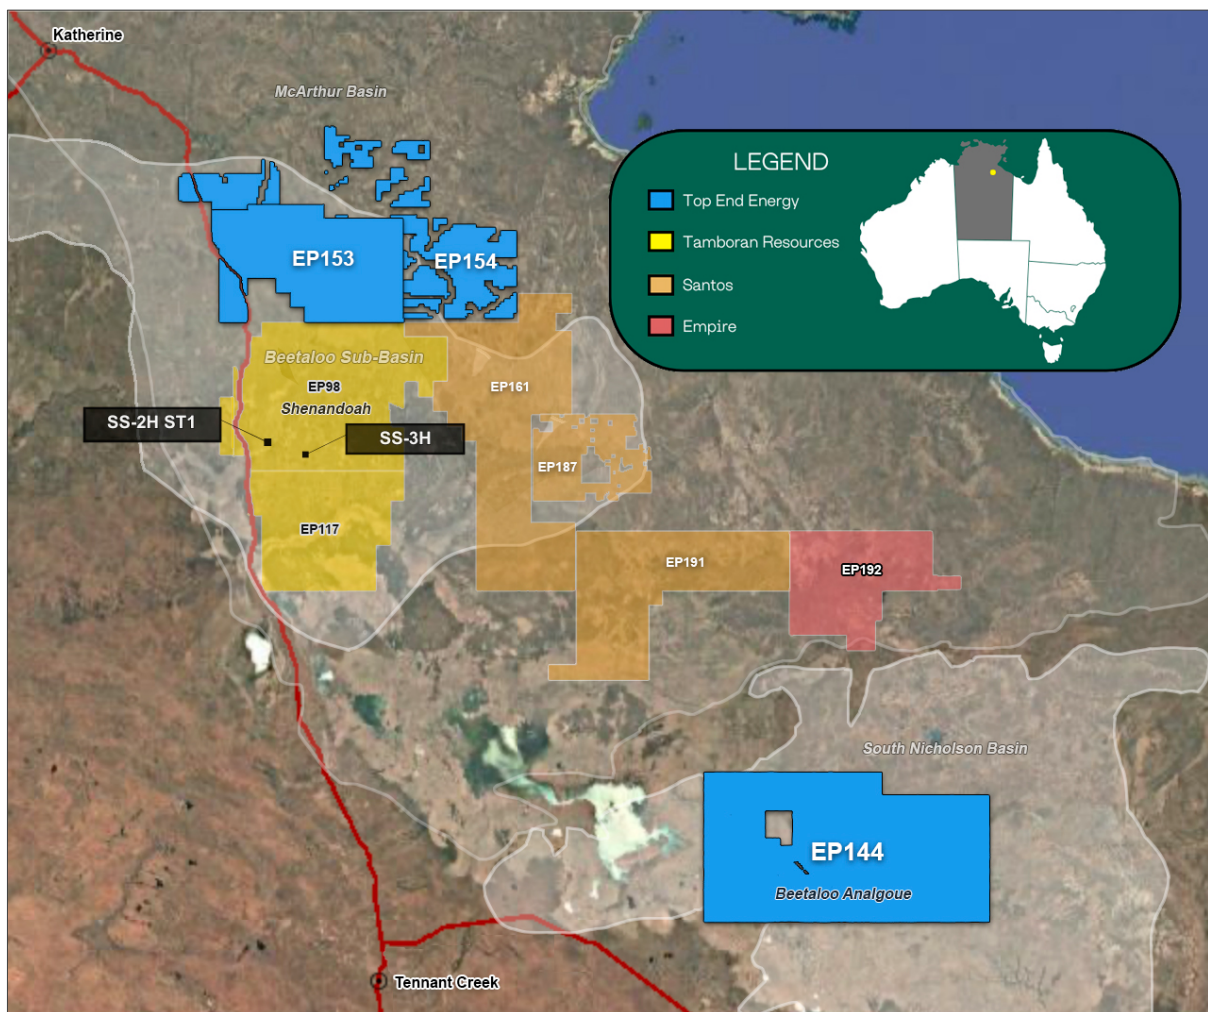 Katherine
McArthur Basin
LEGEND
Top End Energy
Tamboran Resources
Santos
Empire
EP153
EP154
Beetaloo Sub-Basin
EP98
EP161
Shenandoah
SS-2H ST1
SS-3H
EP187
EP117
EP191
EP192
South Nicholson Basin
EP144
Beetaloo Analgoue
Tennant Creek